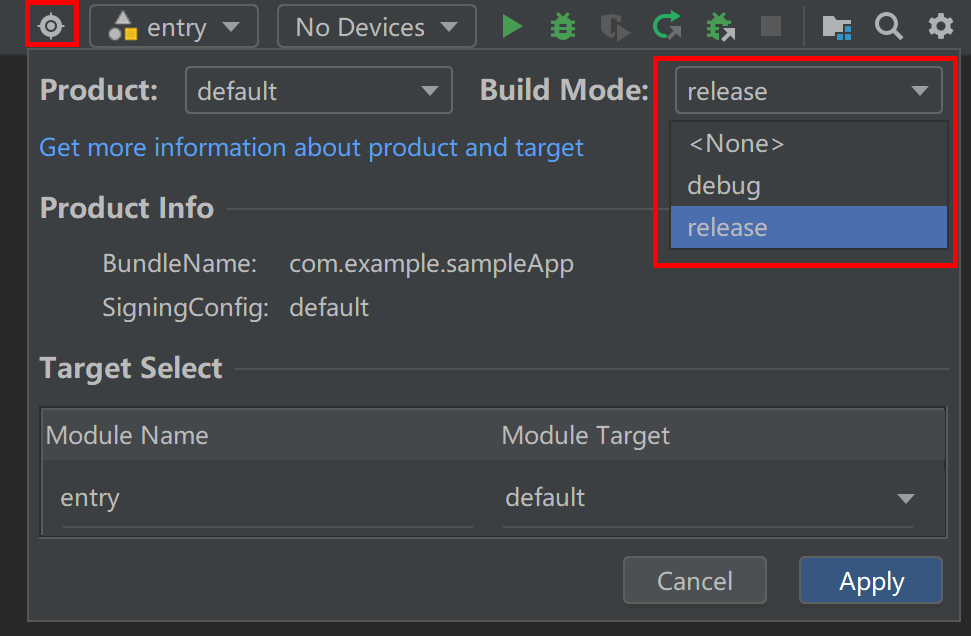 entry No Devices
Product: default Build Mode: release
<None>
debug
release
Get more information about product and target
Product Info
BundleName: com.example.sampleApp
SigningConfig: default
Target Select
Module Name Module Target
entry default
Cancel Apply